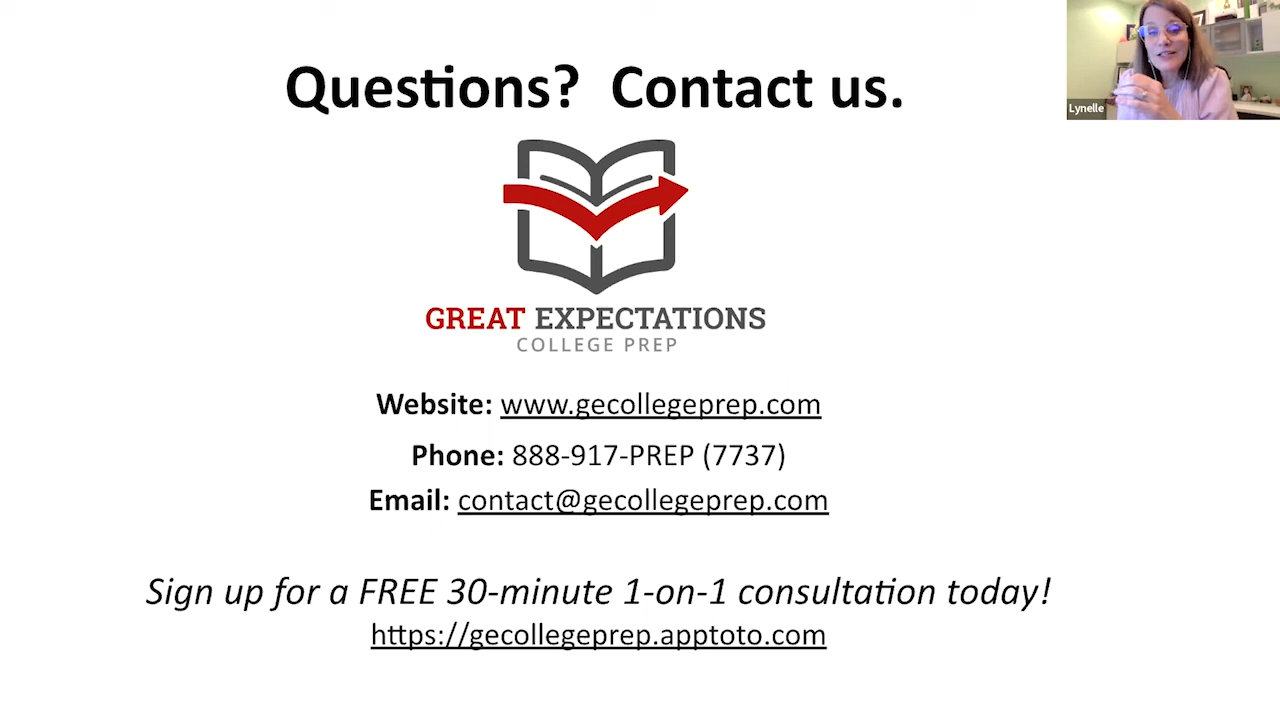 Questions? Contact us.
Lynelle
GREAT EXPECTATIONS
COLLEGE PREP
Website: www.gecollegeprep.com
Phone: 888-917-PREP (7737)
Email: contact@gecollegeprep.com
Sign up for a FREE 30-minute 1-on-1 consultation today!
https://gecollegeprep.apptoto.com